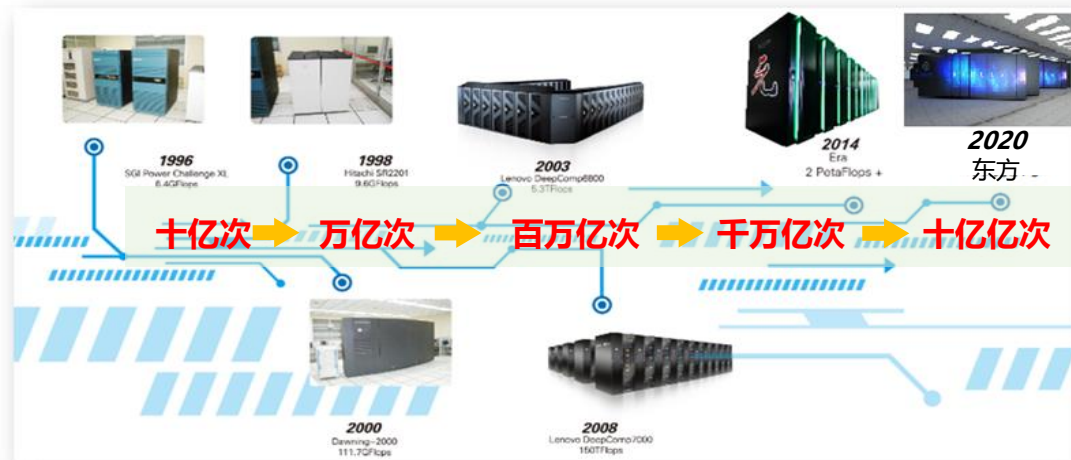 1996
SGI Power Challenge XL
6.4GFlops
1998
Hitachi SR2201
9.6GFlops
2003
Lenovo DeepComp6800
5.3TFlops
元
2014
Era
2 PetaFlops +
2020
东方
十亿次
万亿次
百万亿次
千万亿次
十亿亿次
2000
Dawning-2000
111.7GFlops
2008
Lenovo DeepComp7000
150TFlops